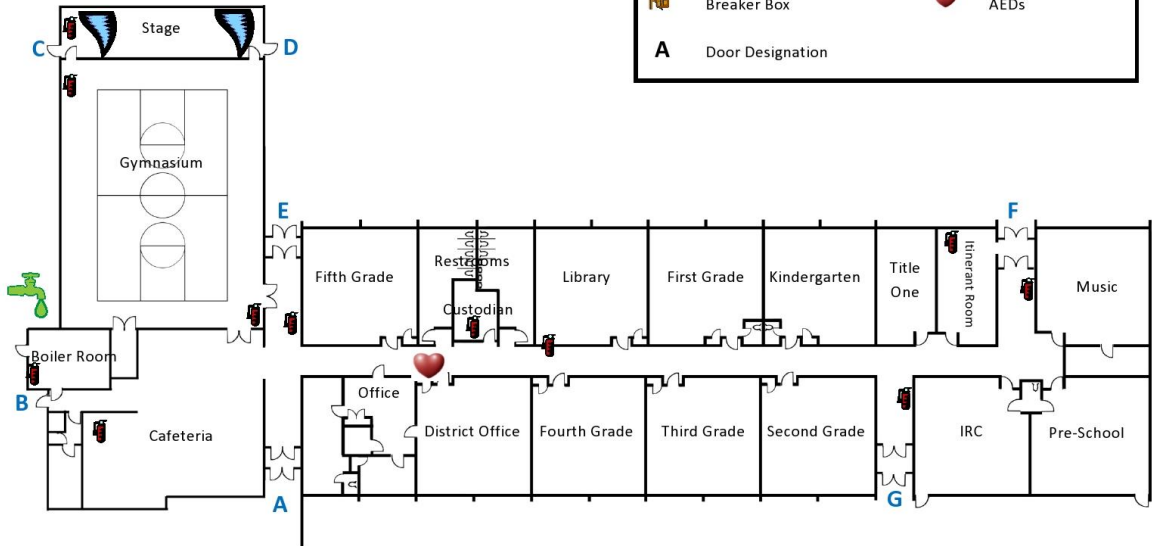 Breaker Box
AEDs
A
Door Designation
Stage
C
D
Gymnasium
E
F
Fifth Grade
Restrooms
Custodian
Library
First Grade
Kindergarten
Title
One
Itinerant Room
Music
Boiler Room
B
Cafeteria
Office
District Office
Fourth Grade
Third Grade
Second Grade
IRC
Pre-School
A
G